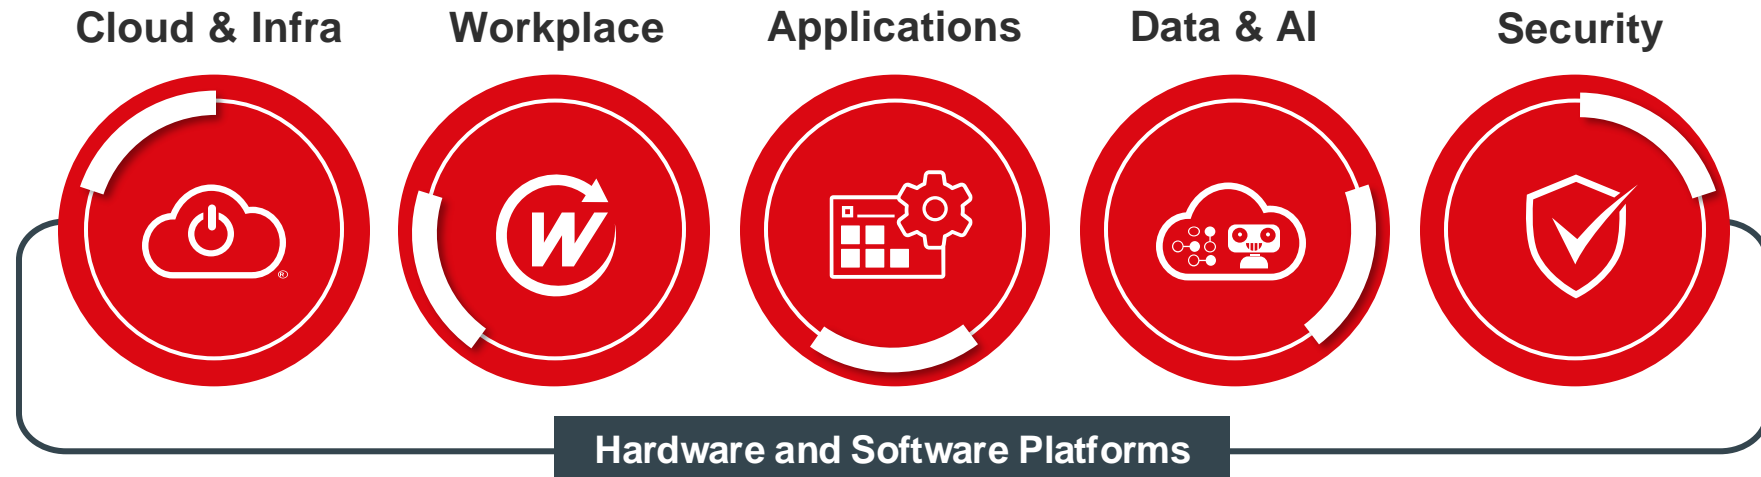 Cloud & Infra
Workplace
Applications
Data & AI
Security
W
®
Hardware and Software Platforms